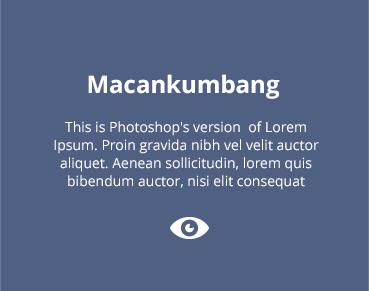 Macankumbang
This is Photoshop's version  of Lorem
Ipsum. Proin gravida nibh vel velit auctor
aliquet. Aenean sollicitudin, lorem quis
bibendum auctor, nisi elit consequat